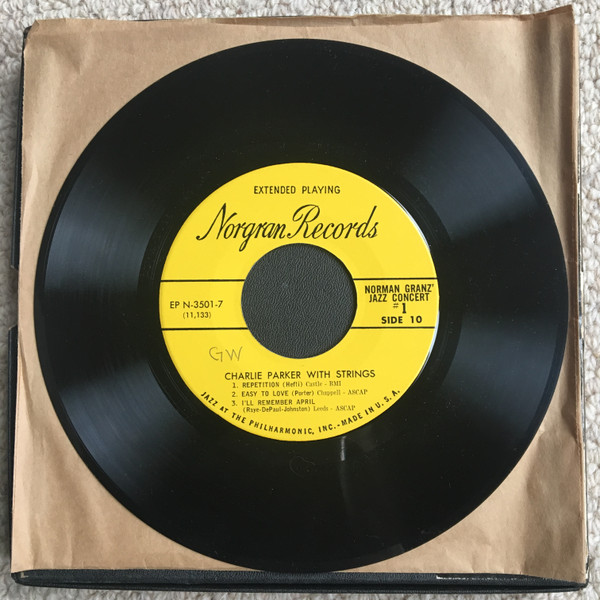 EXTENDED PLAYING
Norgran Records
EP N-3501-7
(11,133)
NORMAN GRANZ'
JAZZ CONCERT
#1
SIDE 10
GW
CHARLIE PARKER WITH STRINGS
1. REPETITION (Hefti) Castle - BMI
2. EASY TO LOVE (Porter) Chappell - ASCAP
3. I'LL REMEMBER APRIL
(Raye-DePaul-Johnston) Leeds - ASCAP
JAZZ AT THE PHILHARMONIC, INC.-MADE IN U.S.A.